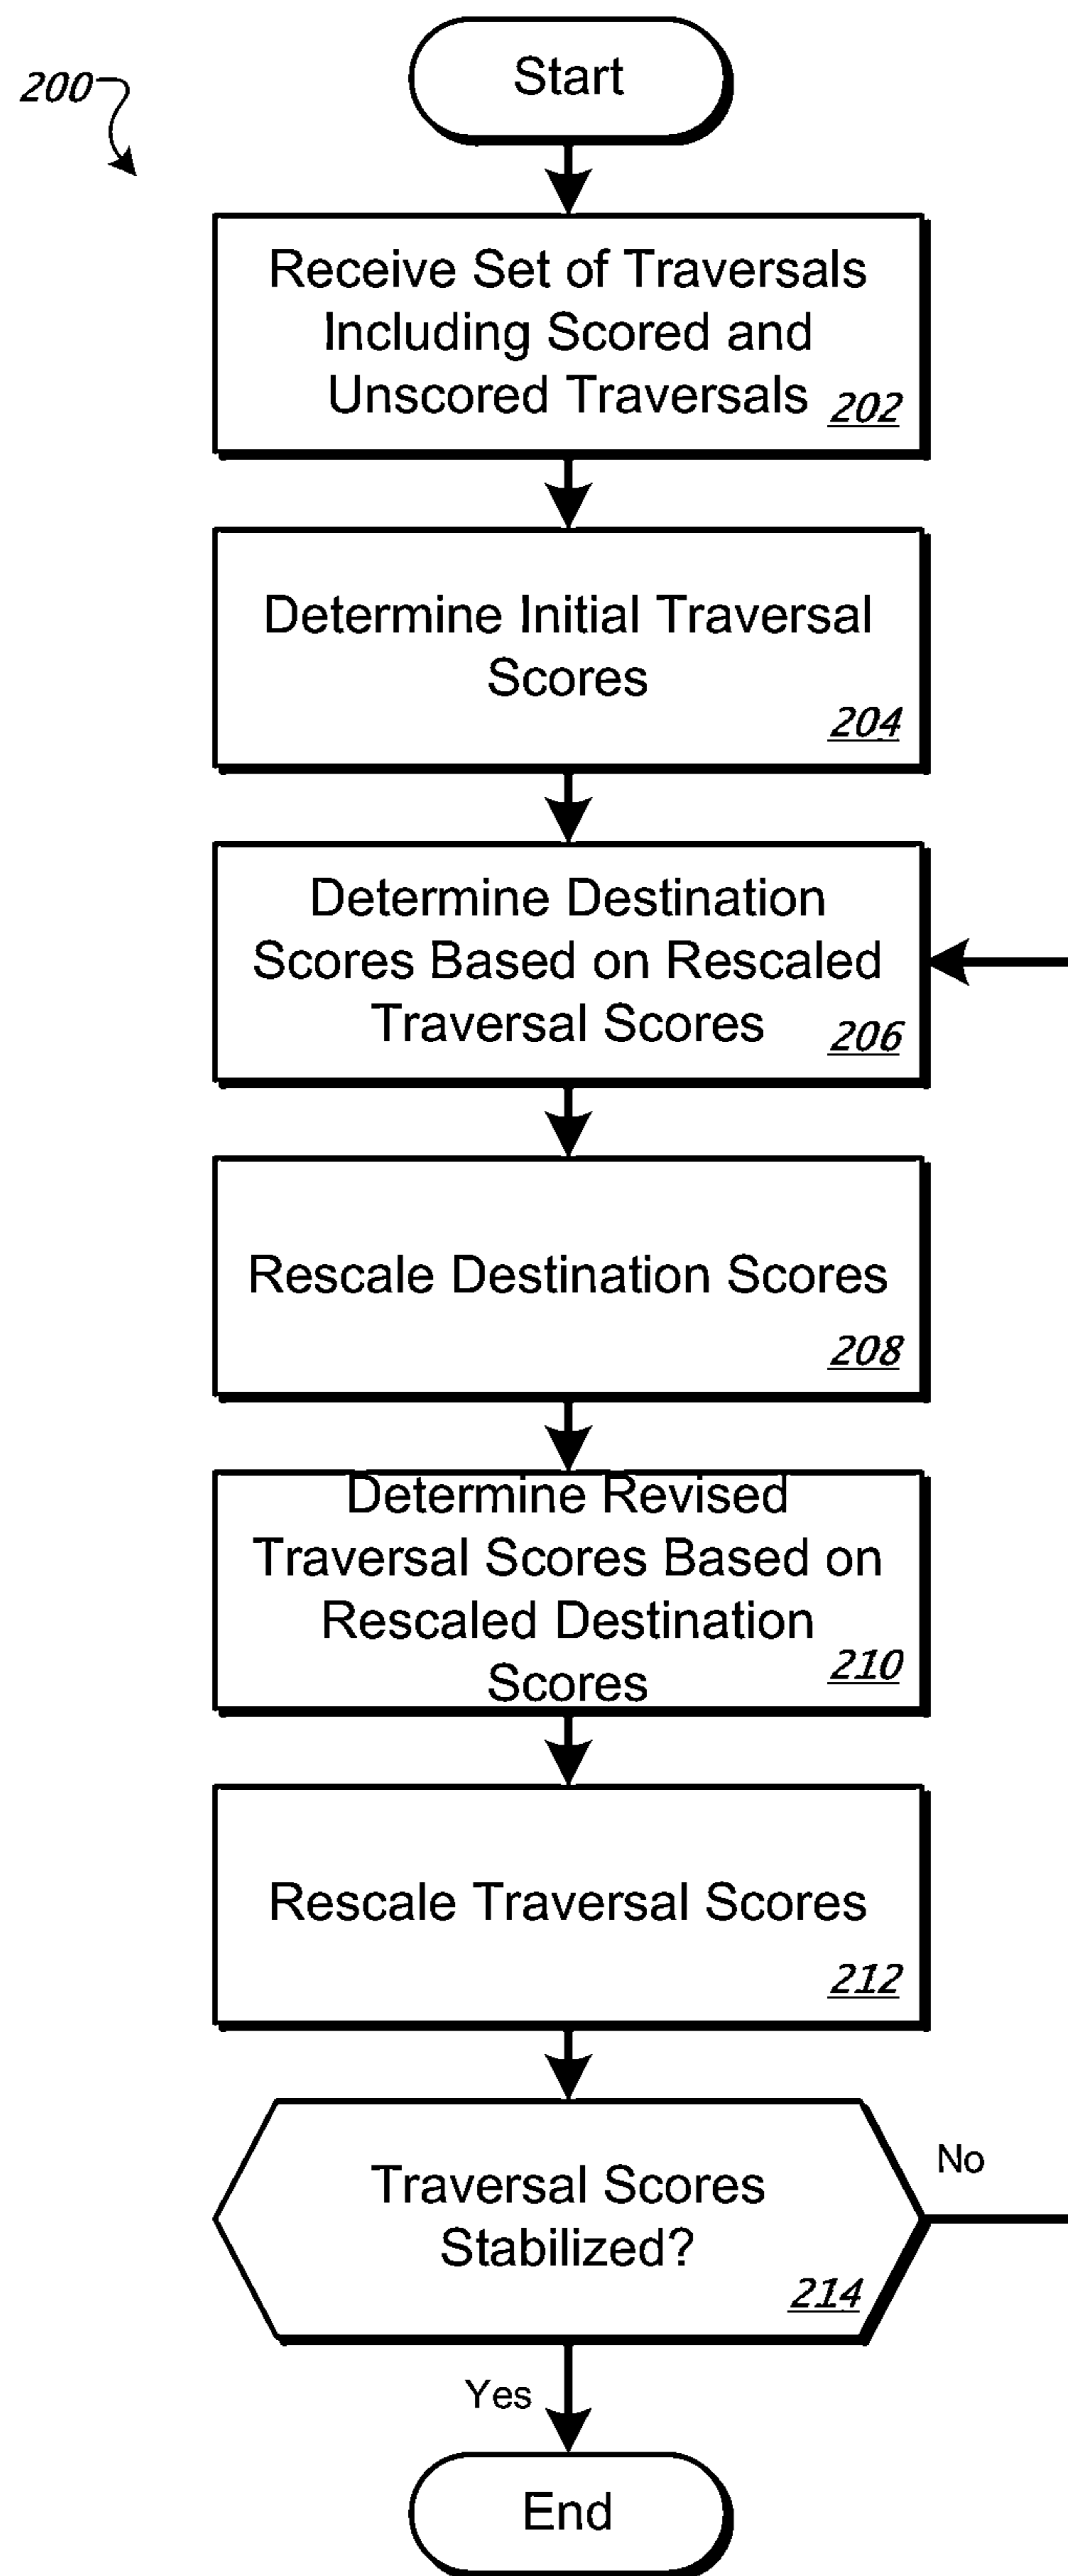 200
Start
Receive Set of Traversals
Including Scored and
Unscored Traversals
202
Determine Initial Traversal
Scores
204
Determine Destination
Scores Based on Rescaled
Traversal Scores
206
Rescale Destination Scores
208
Determine Revised
Traversal Scores Based on
Rescaled Destination
Scores
210
Rescale Traversal Scores
212
Traversal Scores
Stabilized?
214
No
Yes
End